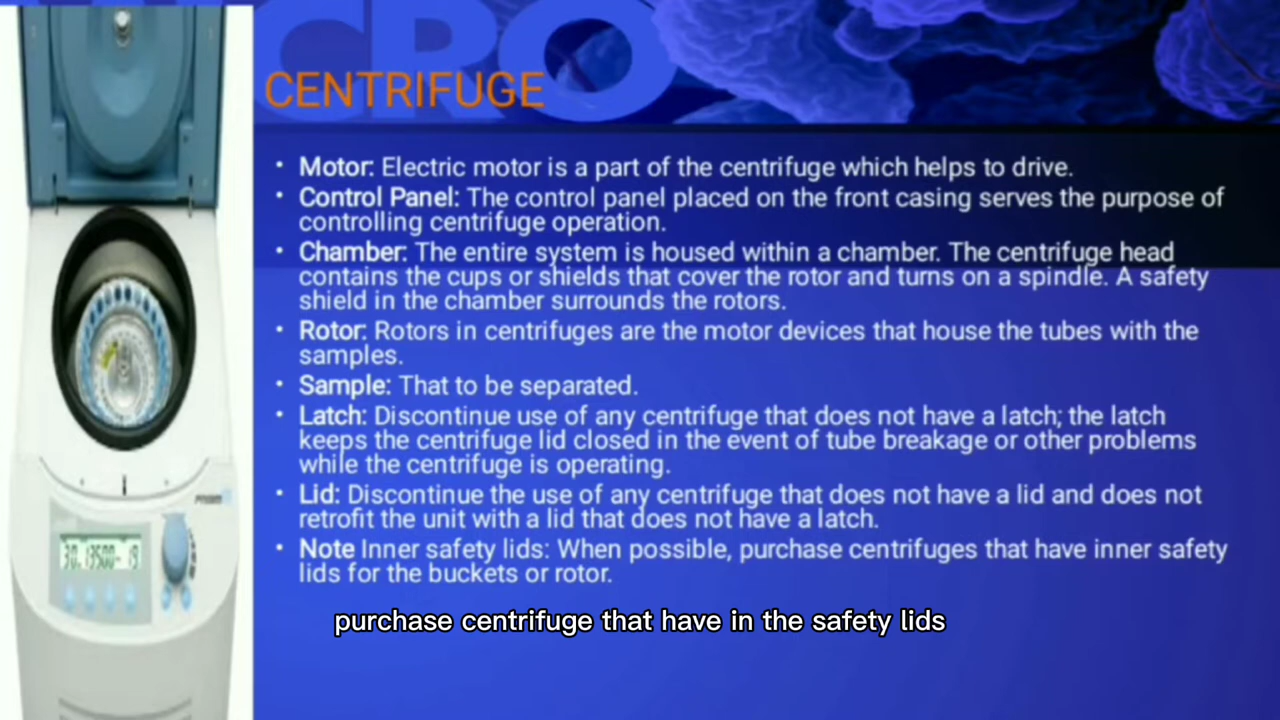 CRO
CENTRIFUGE
• Motor: Electric motor is a part of the centrifuge which helps to drive.
• Control Panel: The control panel placed on the front casing serves the purpose of
controlling centrifuge operation.
• Chamber: The entire system is housed within a chamber. The centrifuge head
contains the cups or shields that cover the rotor and turns on a spindle. A safety
shield in the chamber surrounds the rotors.
• Rotor: Rotors in centrifuges are the motor devices that house the tubes with the
samples.
• Sample: That to be separated.
• Latch: Discontinue use of any centrifuge that does not have a latch; the latch
keeps the centrifuge lid closed in the event of tube breakage or other problems
while the centrifuge is operating.
• Lid: Discontinue the use of any centrifuge that does not have a lid and does not
retrofit the unit with a lid that does not have a latch.
• Note Inner safety lids: When possible, purchase centrifuges that have inner safety
lids for the buckets or rotor.
purchase centrifuge that have in the safety lids